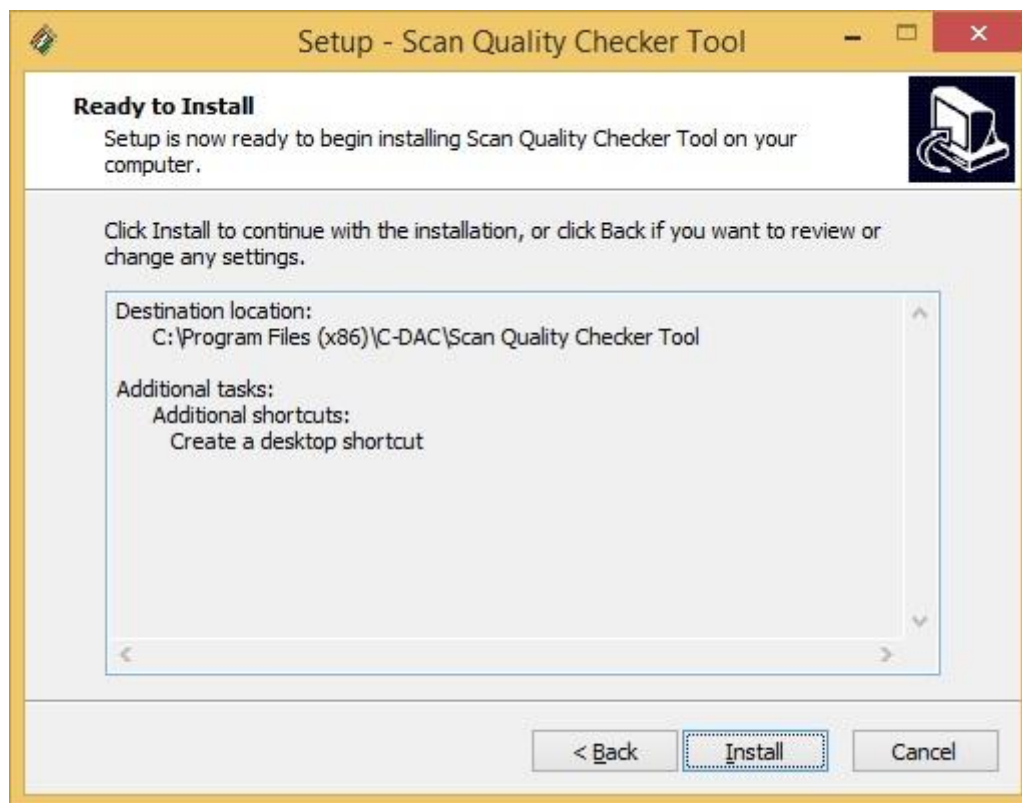 Setup - Scan Quality Checker Tool
Ready to Install
Setup is now ready to begin installing Scan Quality Checker Tool on your
computer.
Click Install to continue with the installation, or click Back if you want to review or
change any settings.
Destination location:
C:\Program Files (x86)\C-DAC\Scan Quality Checker Tool
Additional tasks:
Additional shortcuts:
Create a desktop shortcut
< Back Install Cancel